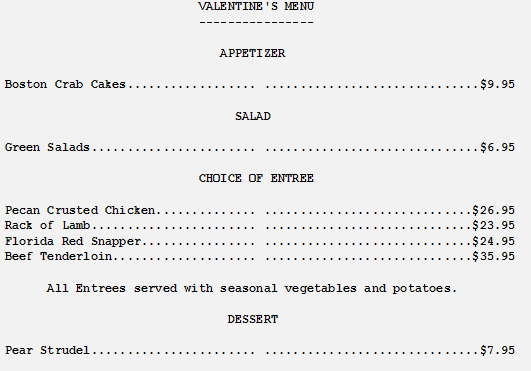 VALENTINE'S MENU
----------------
APPETIZER
Boston Crab Cakes.................. ..............................$9.95
SALAD
Green Salads....................... ..............................$6.95
CHOICE OF ENTREE
Pecan Crusted Chicken.............. .............................$26.95
Rack of Lamb....................... .............................$23.95
Florida Red Snapper................ .............................$24.95
Beef Tenderloin.................... .............................$35.95
All Entrees served with seasonal vegetables and potatoes.
DESSERT
Pear Strudel....................... ..............................$7.95